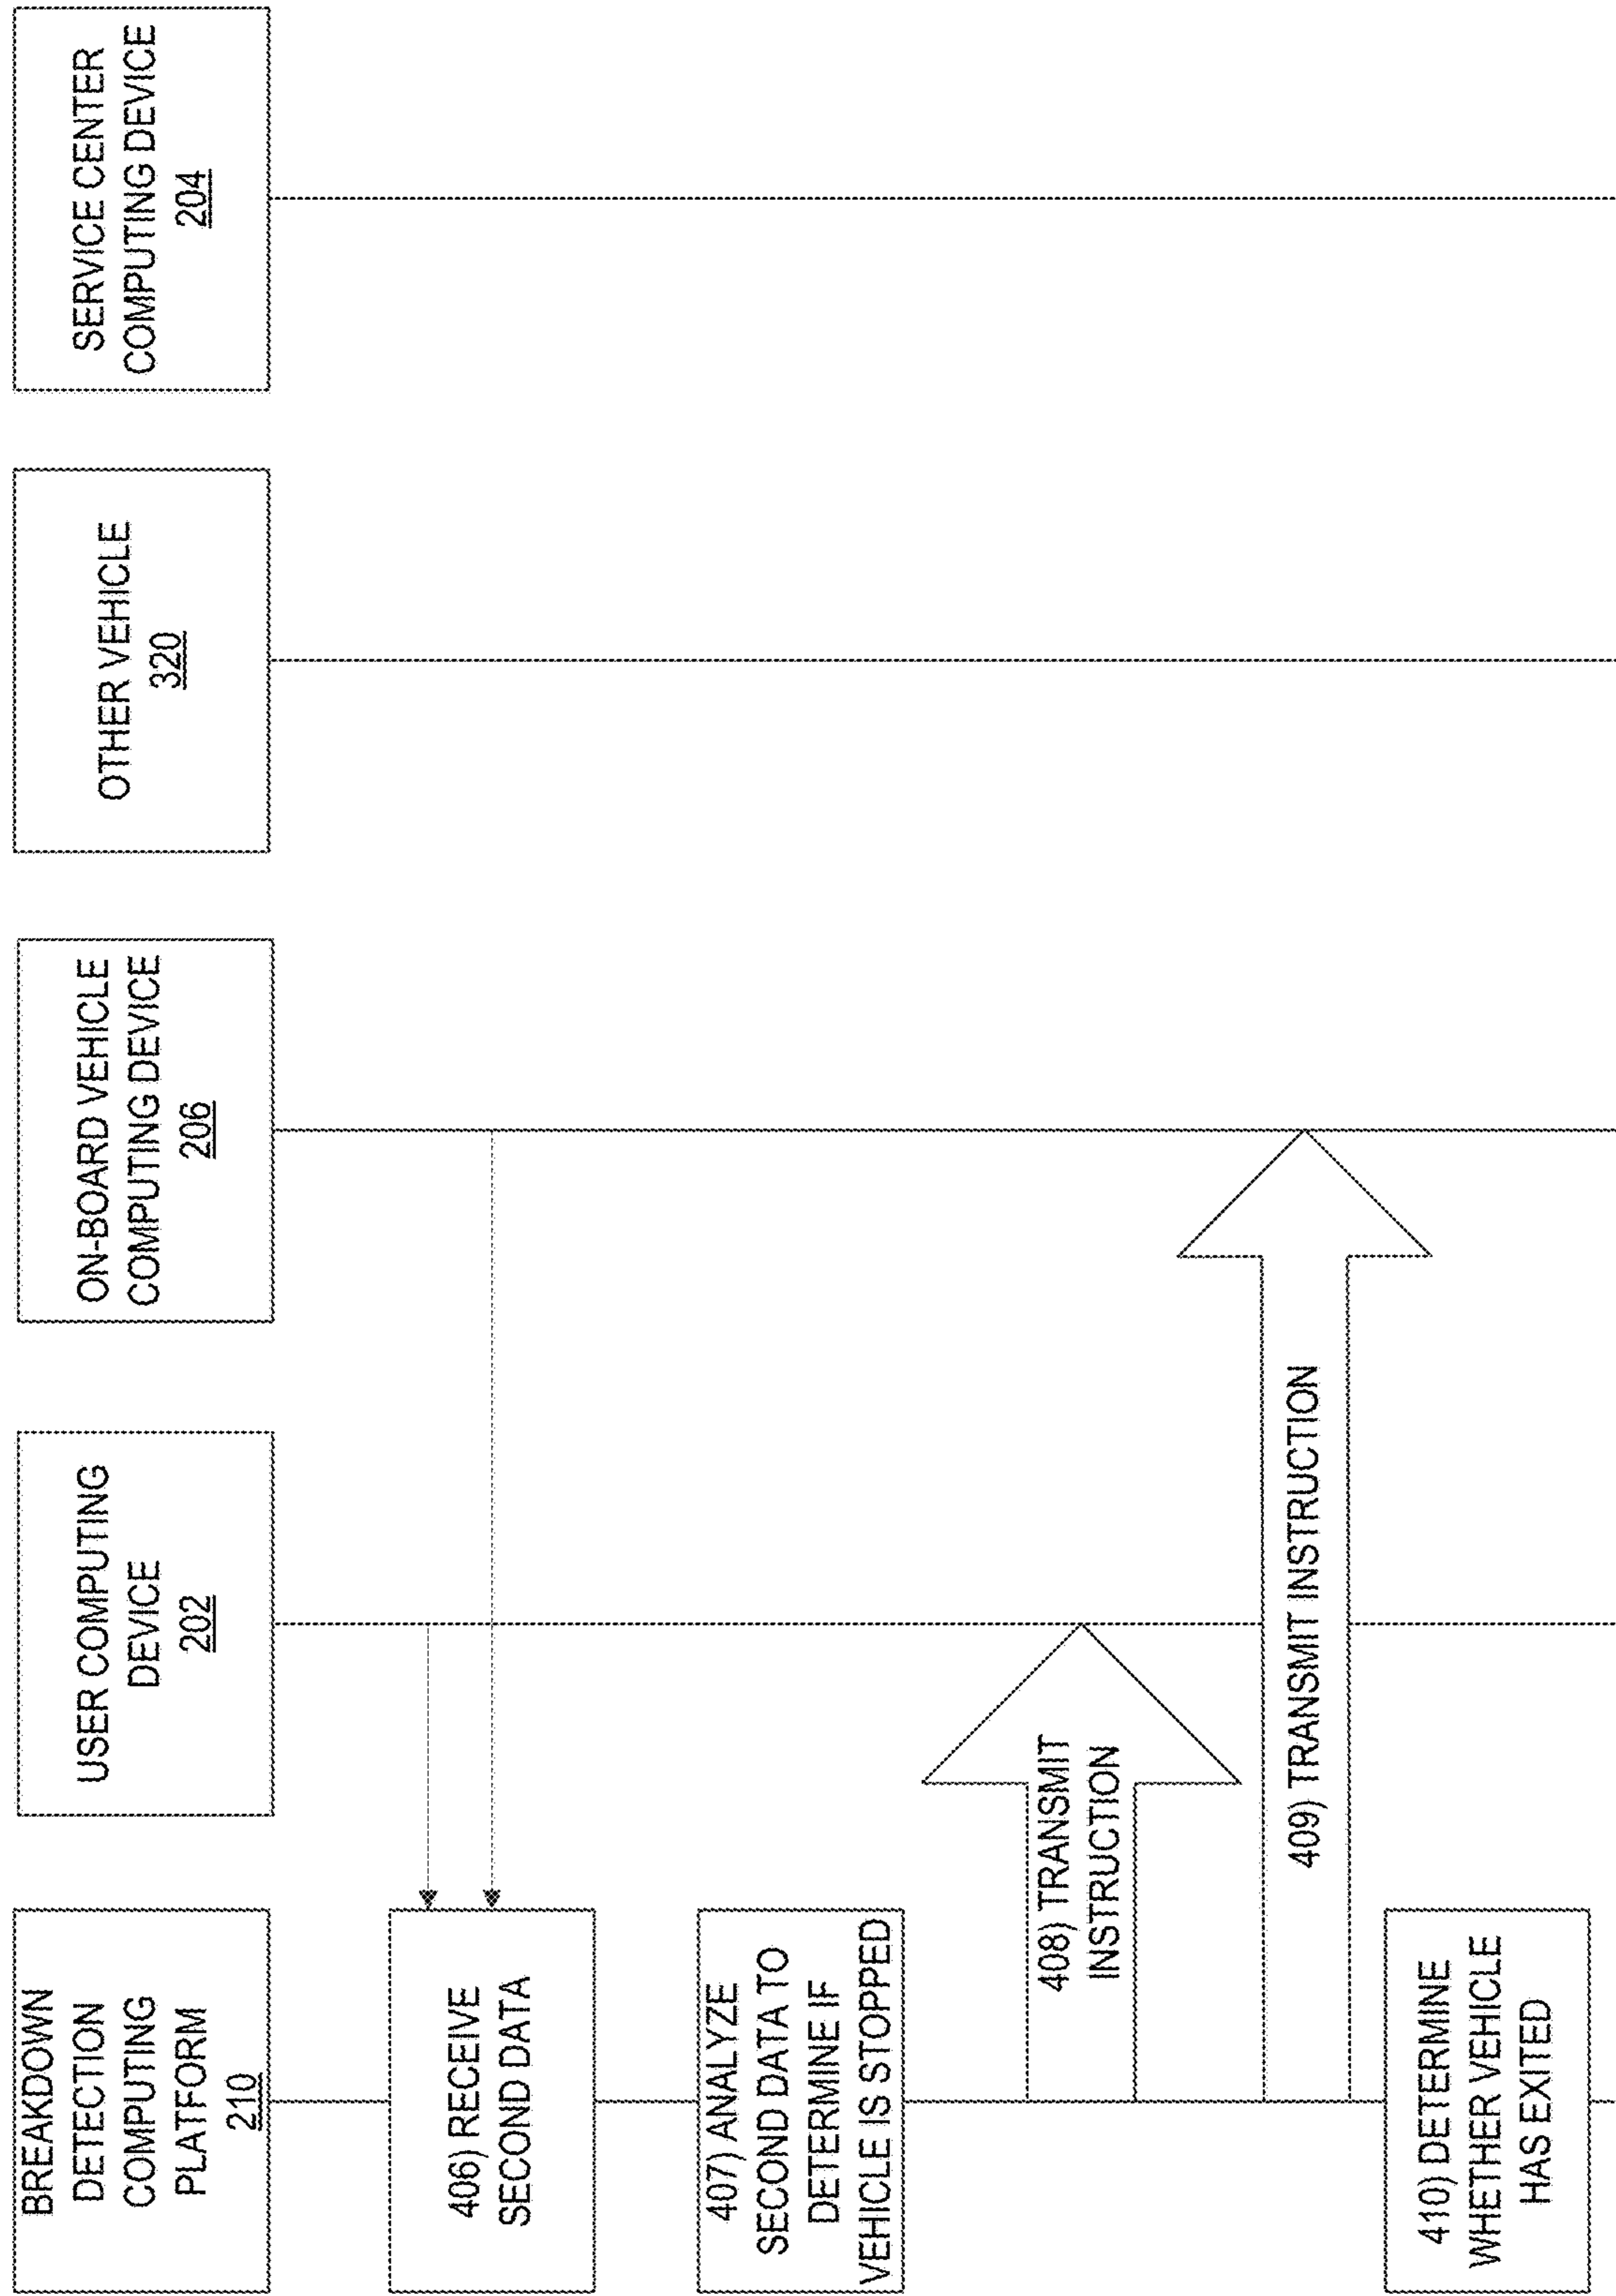 BREAKDOWN
DETECTION
COMPUTING
PLATFORM
210
USER COMPUTING
DEVICE
202
ON-BOARD VEHICLE
COMPUTING DEVICE
206
OTHER VEHICLE
320
SERVICE CENTER
COMPUTING DEVICE
204
406) RECEIVE
SECOND DATA
407) ANALYZE
SECOND DATA TO
DETERMINE IF
VEHICLE IS STOPPED
408) TRANSMIT
INSTRUCTION
409) TRANSMIT INSTRUCTION
410) DETERMINE
WHETHER VEHICLE
HAS EXITED